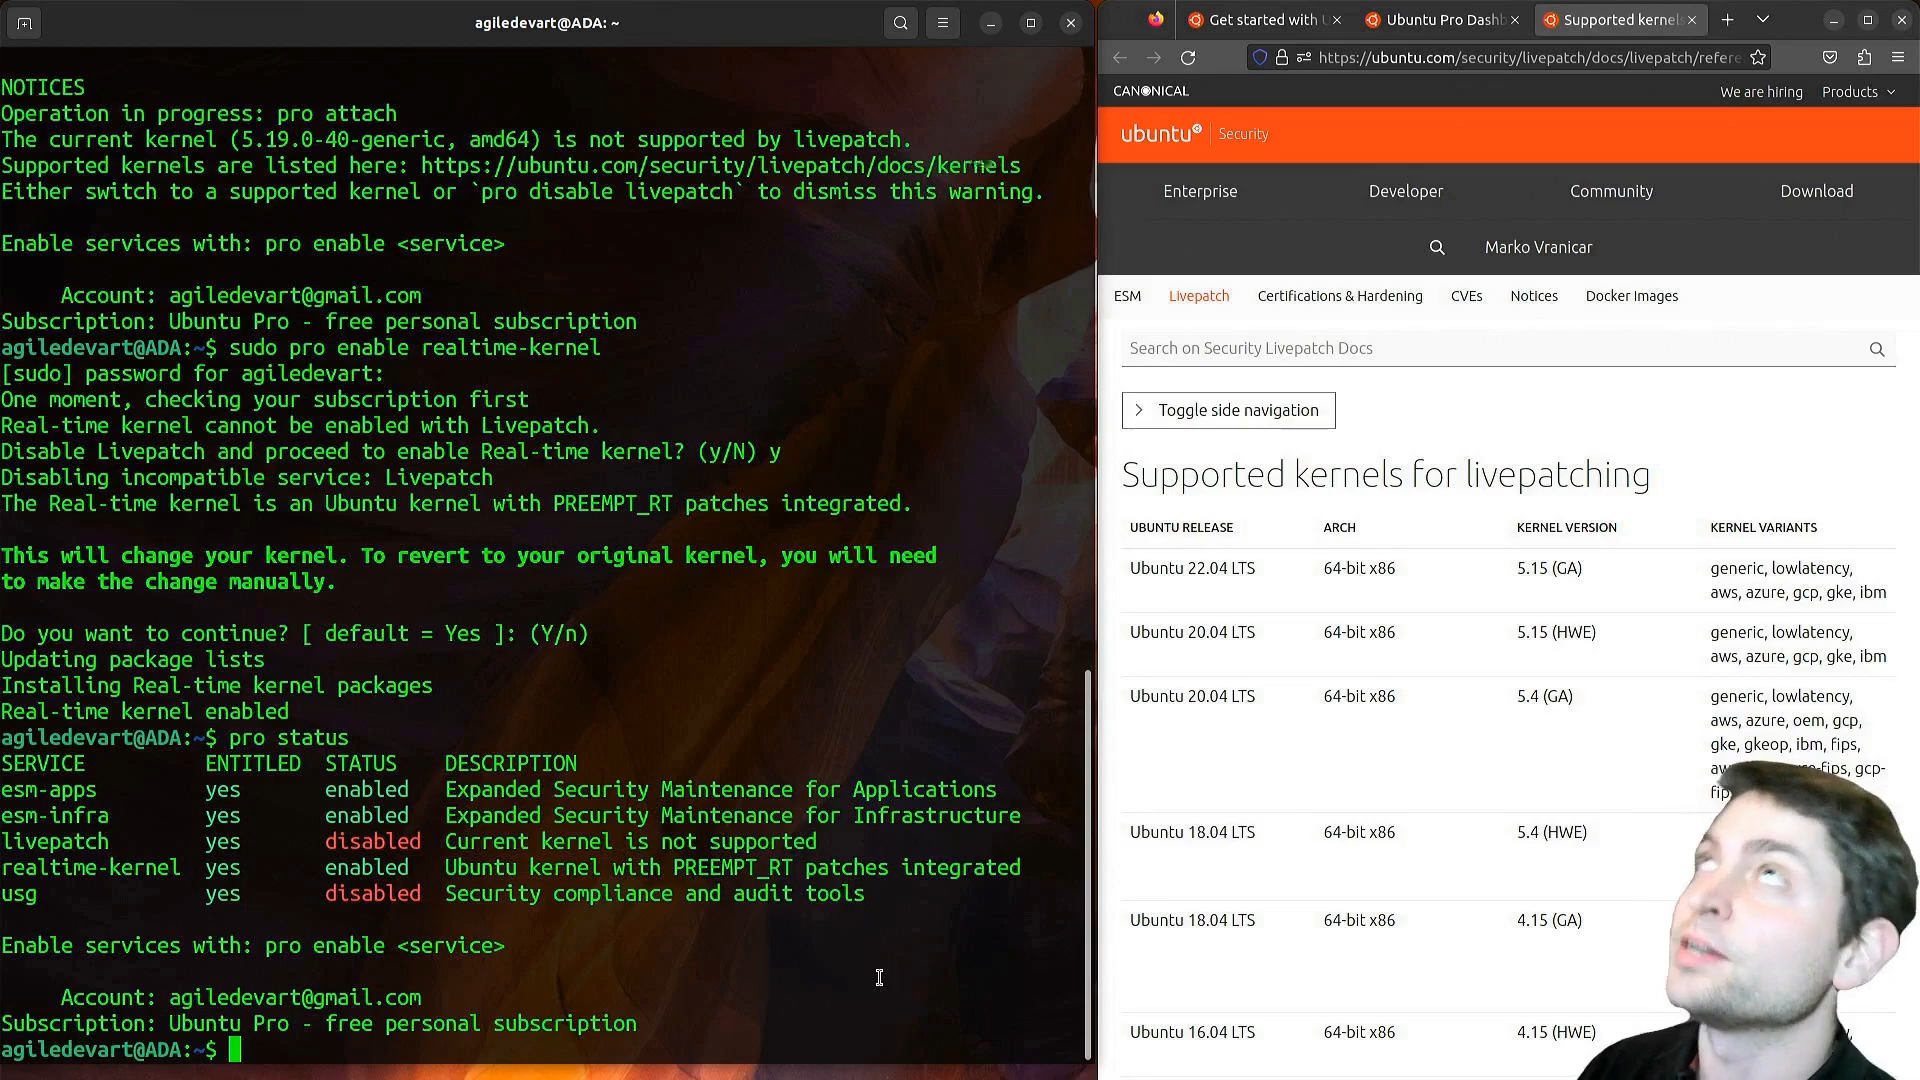 agiledevart@ADA: ~
NOTICES
Operation in progress: pro attach
The current kernel (5.19.0-40-generic, amd64) is not supported by livepatch.
Supported kernels are listed here: https://ubuntu.com/security/livepatch/docs/kernels
Either switch to a supported kernel or `pro disable livepatch` to dismiss this warning.
Enable services with: pro enable <service>
Account: agiledevart@gmail.com
Subscription: Ubuntu Pro - free personal subscription
agiledevart@ADA:~$ sudo pro enable realtime-kernel
[sudo] password for agiledevart:
One moment, checking your subscription first
Real-time kernel cannot be enabled with Livepatch.
Disable Livepatch and proceed to enable Real-time kernel? (y/N) y
Disabling incompatible service: Livepatch
The Real-time kernel is an Ubuntu kernel with PREEMPT_RT patches integrated.
This will change your kernel. To revert to your original kernel, you will need
to make the change manually.
Do you want to continue? [ default = Yes ]: (Y/n)
Updating package lists
Installing Real-time kernel packages
Real-time kernel enabled
agiledevart@ADA:~$ pro status
SERVICE ENTITLED STATUS DESCRIPTION
esm-apps yes enabled Expanded Security Maintenance for Applications
esm-infra yes enabled Expanded Security Maintenance for Infrastructure
livepatch yes disabled Current kernel is not supported
realtime-kernel yes enabled Ubuntu kernel with PREEMPT_RT patches integrated
usg yes disabled Security compliance and audit tools
Enable services with: pro enable <service>
Account: agiledevart@gmail.com
Subscription: Ubuntu Pro - free personal subscription
agiledevart@ADA:~$
Get started with
Ubuntu Pro Dashb
Supported kernels
https://ubuntu.com/security/livepatch/docs/livepatch/refere
CANONICAL
We are hiring Products
ubuntu Security
Enterprise Developer Community Download
Marko Vranicar
ESM Livepatch Certifications & Hardening CVEs Notices Docker Images
Search on Security Livepatch Docs
Toggle side navigation
Supported kernels for livepatching
UBUNTU RELEASE ARCH KERNEL VERSION KERNEL VARIANTS
Ubuntu 22.04 LTS 64-bit x86 5.15 (GA) generic, lowlatency,
aws, azure, gcp, gke, ibm
Ubuntu 20.04 LTS 64-bit x86 5.15 (HWE) generic, lowlatency,
aws, azure, gcp, gke, ibm
Ubuntu 20.04 LTS 64-bit x86 5.4 (GA) generic, lowlatency,
aws, azure, oem, gcp,
gke, gkeop, ibm, fips,
fips, gcp-
Ubuntu 18.04 LTS 64-bit x86 5.4 (HWE)
Ubuntu 18.04 LTS 64-bit x86 4.15 (GA)
Ubuntu 16.04 LTS 64-bit x86 4.15 (HWE)